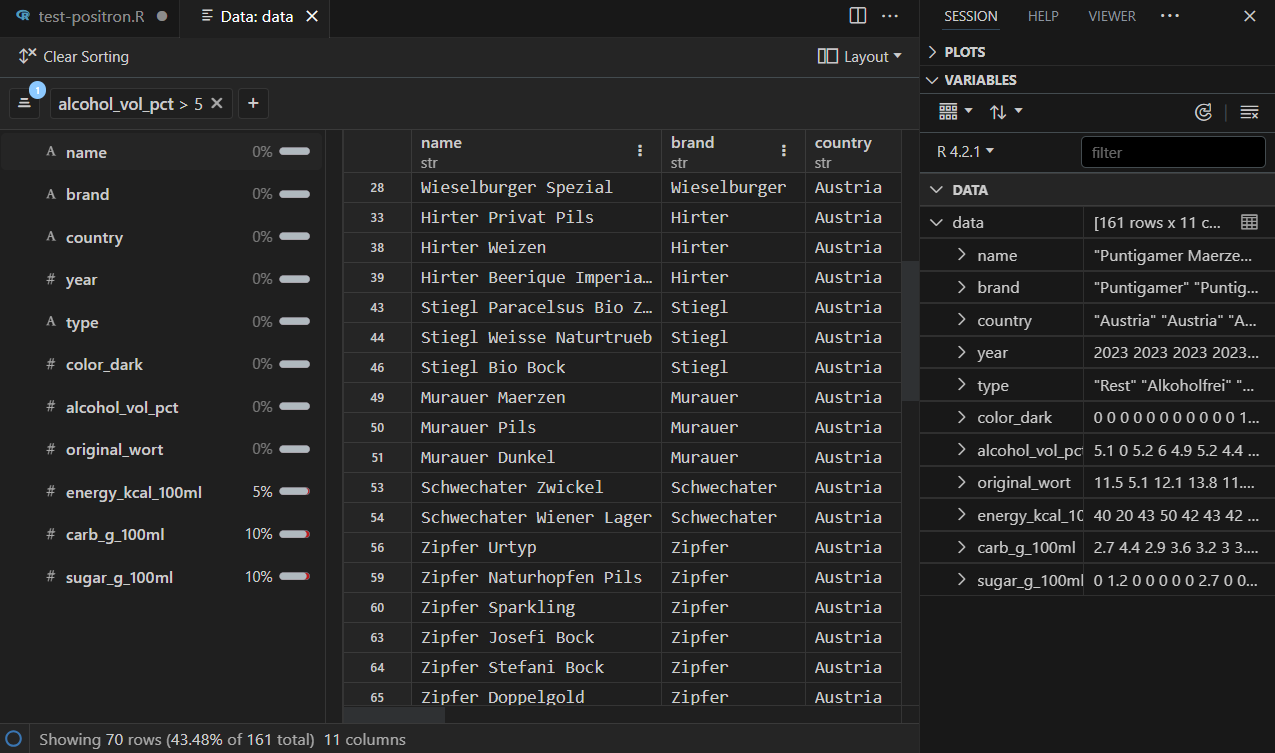 test-positron.R
Data: data
SESSION HELP VIEWER
Clear Sorting
Layout
PLOTS
VARIABLES
1
alcohol_vol_pct > 5
R 4.2.1
filter
name 0%
brand 0%
country 0%
year 0%
type 0%
color_dark 0%
alcohol_vol_pct 0%
original_wort 0%
energy_kcal_100ml 5%
carb_g_100ml 10%
sugar_g_100ml 10%
name brand country
str str str
28 Wieselburger Spezial Wieselburger Austria
33 Hirter Privat Pils Hirter Austria
38 Hirter Weizen Hirter Austria
39 Hirter Beerique Imperia… Hirter Austria
43 Stiegl Paracelsus Bio Z… Stiegl Austria
44 Stiegl Weisse Naturtrueb Stiegl Austria
46 Stiegl Bio Bock Stiegl Austria
49 Murauer Maerzen Murauer Austria
50 Murauer Pils Murauer Austria
51 Murauer Dunkel Murauer Austria
53 Schwechater Zwickel Schwechater Austria
54 Schwechater Wiener Lager Schwechater Austria
56 Zipfer Urtyp Zipfer Austria
59 Zipfer Naturhopfen Pils Zipfer Austria
60 Zipfer Sparkling Zipfer Austria
63 Zipfer Josefi Bock Zipfer Austria
64 Zipfer Stefani Bock Zipfer Austria
65 Zipfer Doppelgold Zipfer Austria
DATA
data [161 rows x 11 c...
name "Puntigamer Maerze...
brand "Puntigamer" "Puntig...
country "Austria" "Austria" "A...
year 2023 2023 2023 2023...
type "Rest" "Alkoholfrei" "...
color_dark 0 0 0 0 0 0 0 0 0 0 0 1...
alcohol_vol_pct 5.1 0 5.2 6 4.9 5.2 4.4 ...
original_wort 11.5 5.1 12.1 13.8 11....
energy_kcal_10 40 20 43 50 42 43 42 ...
carb_g_100ml 2.7 4.4 2.9 3.6 3.2 3 3....
sugar_g_100ml 0 1.2 0 0 0 0 0 2.7 0 0...
Showing 70 rows (43.48% of 161 total) 11 columns